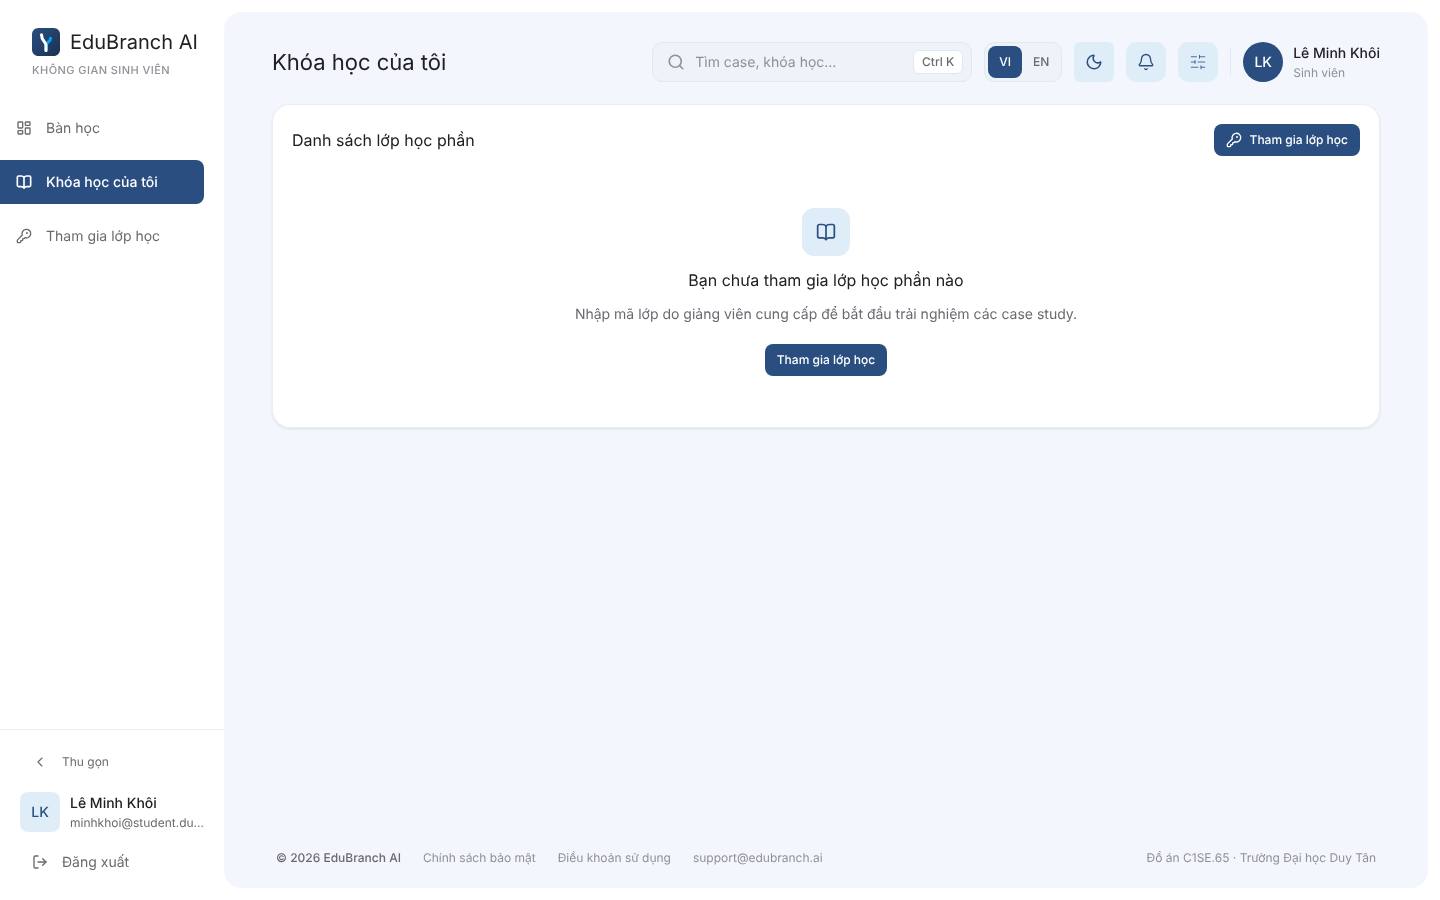 EduBranch AI
KHÔNG GIAN SINH VIÊN
Bàn học
Khóa học của tôi
Tham gia lớp học
Thu gọn
LK
Lê Minh Khôi
minhkhoi@student.du...
Đăng xuất
Khóa học của tôi
Tìm case, khóa học...
Ctrl K
VI
EN
LK
Lê Minh Khôi
Sinh viên
Danh sách lớp học phần
Tham gia lớp học
Bạn chưa tham gia lớp học phần nào
Nhập mã lớp do giảng viên cung cấp để bắt đầu trải nghiệm các case study.
Tham gia lớp học
© 2026 EduBranch AI
Chính sách bảo mật
Điều khoản sử dụng
support@edubranch.ai
Đồ án C1SE.65 · Trường Đại học Duy Tân